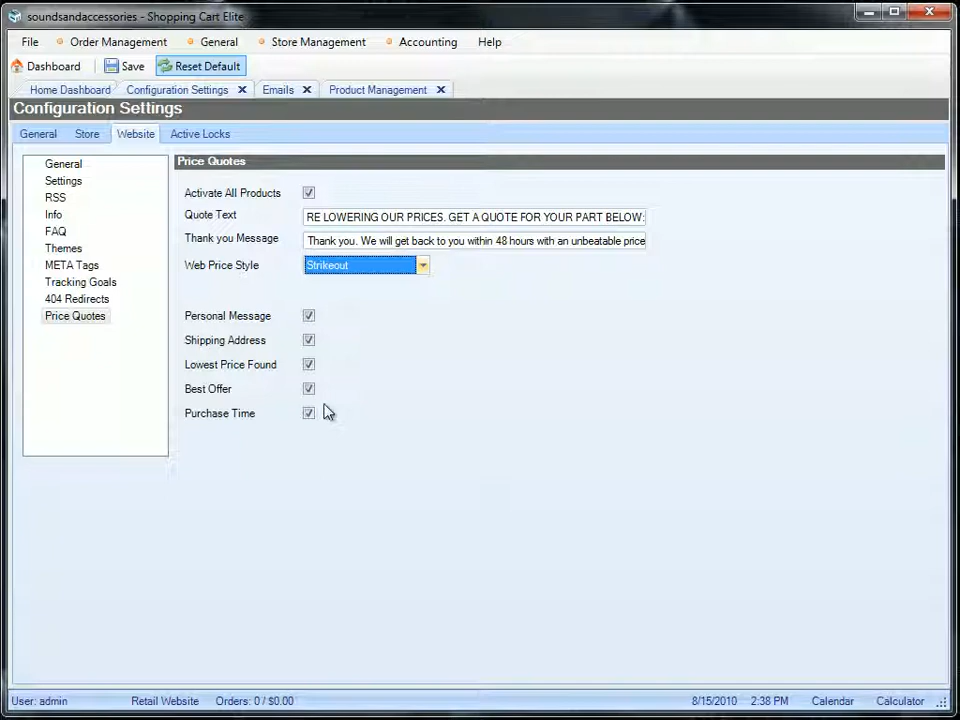 soundsandaccessories - Shopping Cart Elite
File Order Management General Store Management Accounting Help
Dashboard Save Reset Default
Home Dashboard Configuration Settings Emails Product Management
Configuration Settings
General Store Website Active Locks
General
Settings
RSS
Info
FAQ
Themes
META Tags
Tracking Goals
404 Redirects
Price Quotes
Price Quotes
Activate All Products
Quote Text RE LOWERING OUR PRICES. GET A QUOTE FOR YOUR PART BELOW:
Thank you Message Thank you. We will get back to you within 48 hours with an unbeatable price
Web Price Style Strikeout
Personal Message
Shipping Address
Lowest Price Found
Best Offer
Purchase Time
User: admin Retail Website Orders: 0 / $0.00 8/15/2010 2:38 PM Calendar Calculator